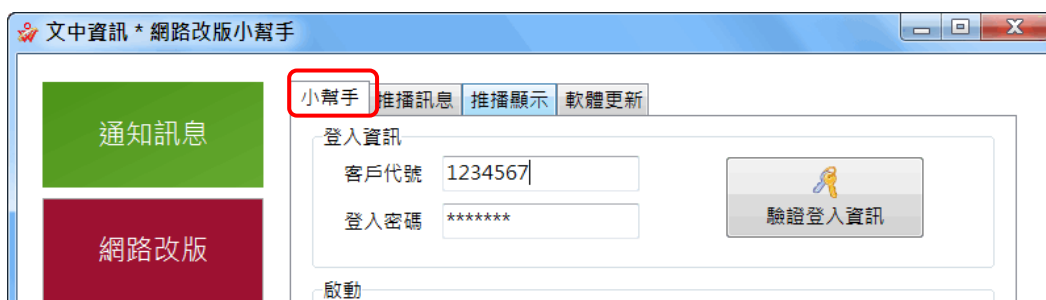 文中資訊 * 網路改版小幫手
小幫手 推播訊息 推播顯示 軟體更新
通知訊息
登入資訊
客戶代號 1234567
登入密碼 *******
驗證登入資訊
網路改版
啟動